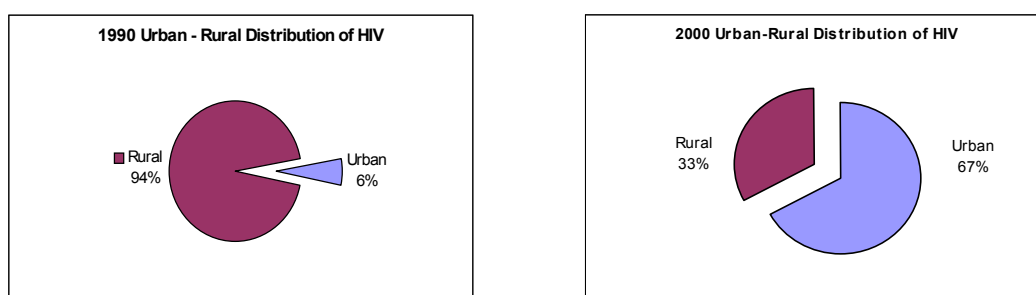 1990 Urban - Rural Distribution of HIV
Rural
94%
Urban
6%
2000 Urban-Rural Distribution of HIV
Rural
33%
Urban
67%